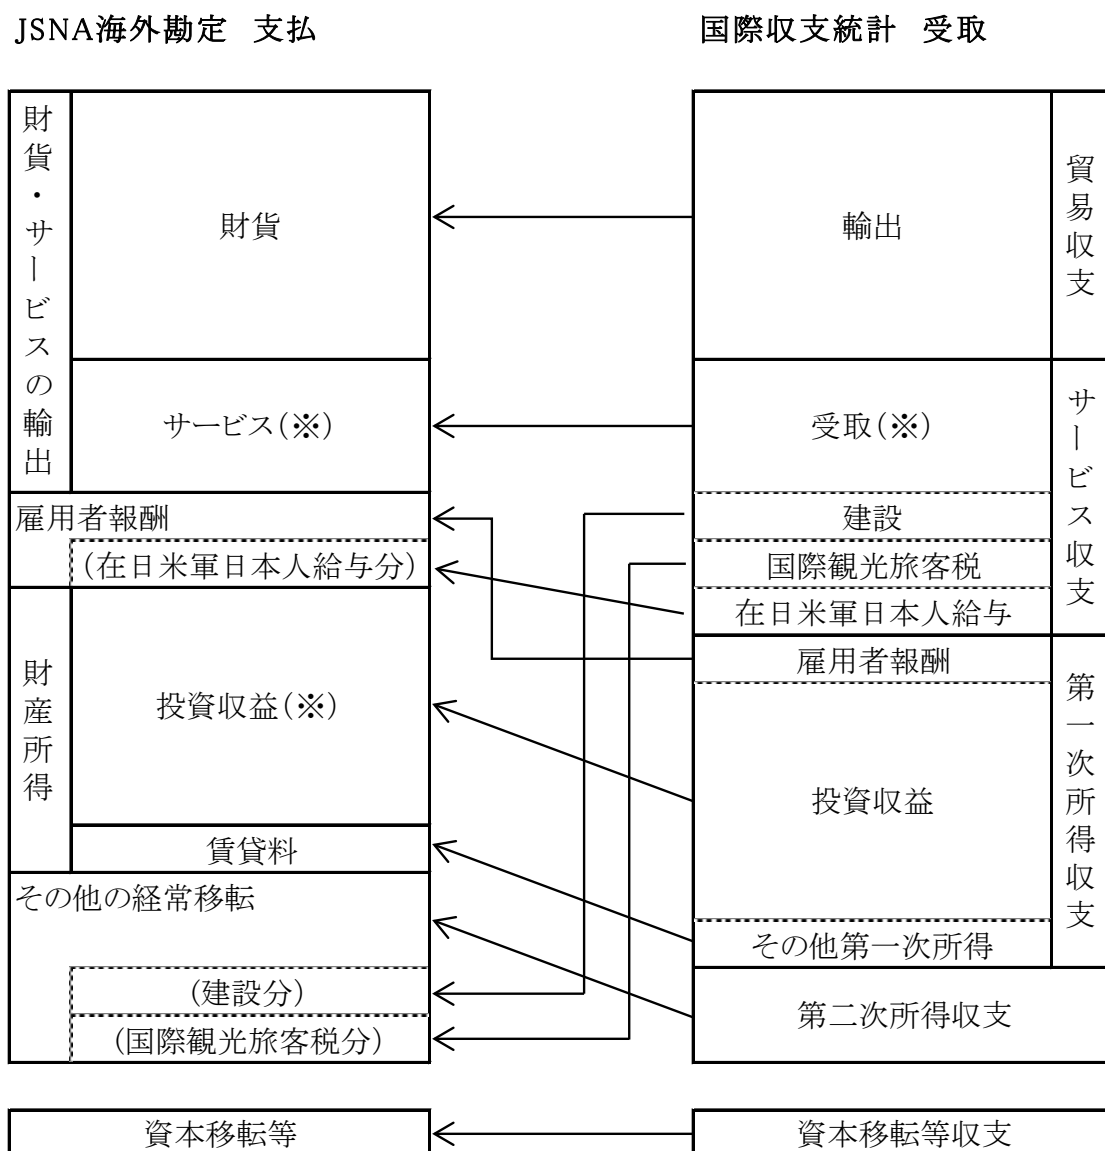 JSNA海外勘定 支払
国際収支統計 受取
財貨・サービスの輸出
財貨
サービス(※)
雇用者報酬
(在日米軍日本人給与分)
財産所得
投資収益(※)
賃貸料
その他の経常移転
(建設分)
(国際観光旅客税分)
資本移転等
輸出
貿易収支
受取(※)
建設
国際観光旅客税
在日米軍日本人給与
サービス収支
雇用者報酬
投資収益
その他第一次所得
第一次所得収支
第二次所得収支
資本移転等収支